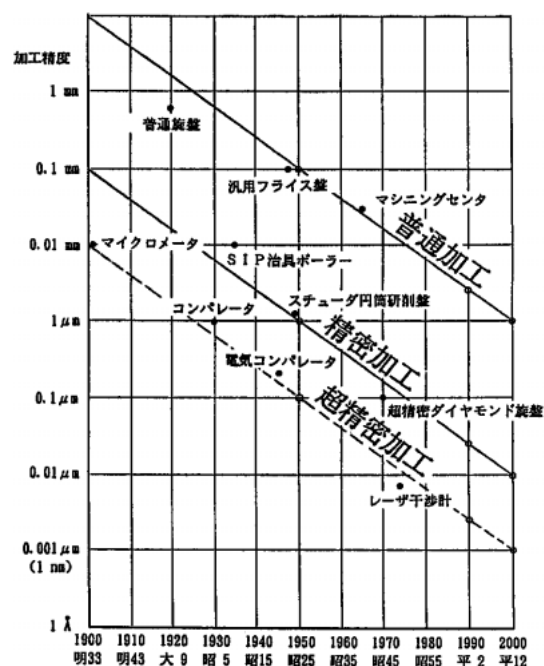 加工精度
1 mm
普通旋盤
0.1 mm
汎用フライス盤
マシニングセンタ
普通加工
0.01 mm
マイクロメータ
SIP治具ボーラー
コンパレータ
スチューダ円筒研削盤
1 μm
精密加工
電気コンパレータ
0.1 μm
超精密ダイヤモンド旋盤
超精密加工
0.01 μm
レーザ干渉計
0.001 μm
(1 nm)
1 Å
1900 1910 1920 1930 1940 1950 1960 1970 1980 1990 2000
明33 明43 大9 昭5 昭15 昭25 昭35 昭45 昭55 平2 平12